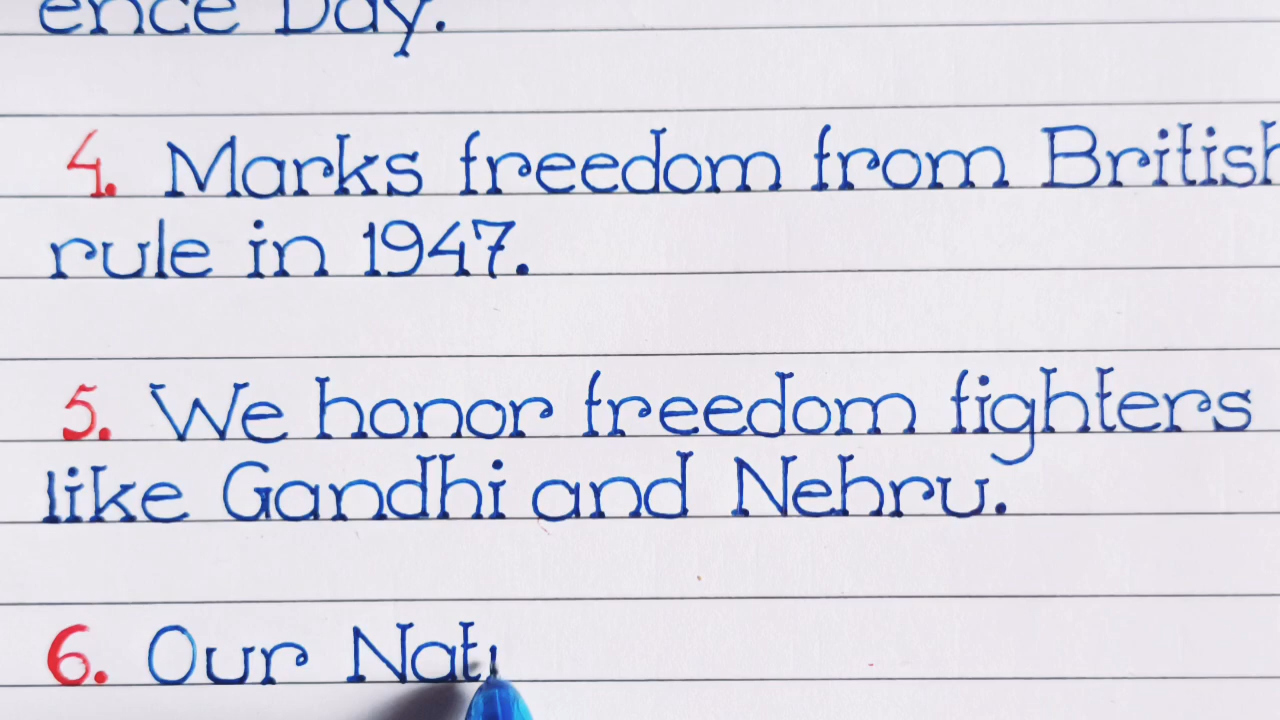 ence Day.
4. Marks freedom from British
rule in 1947.
5. We honor freedom fighters
like Gandhi and Nehru.
6. Our Nati